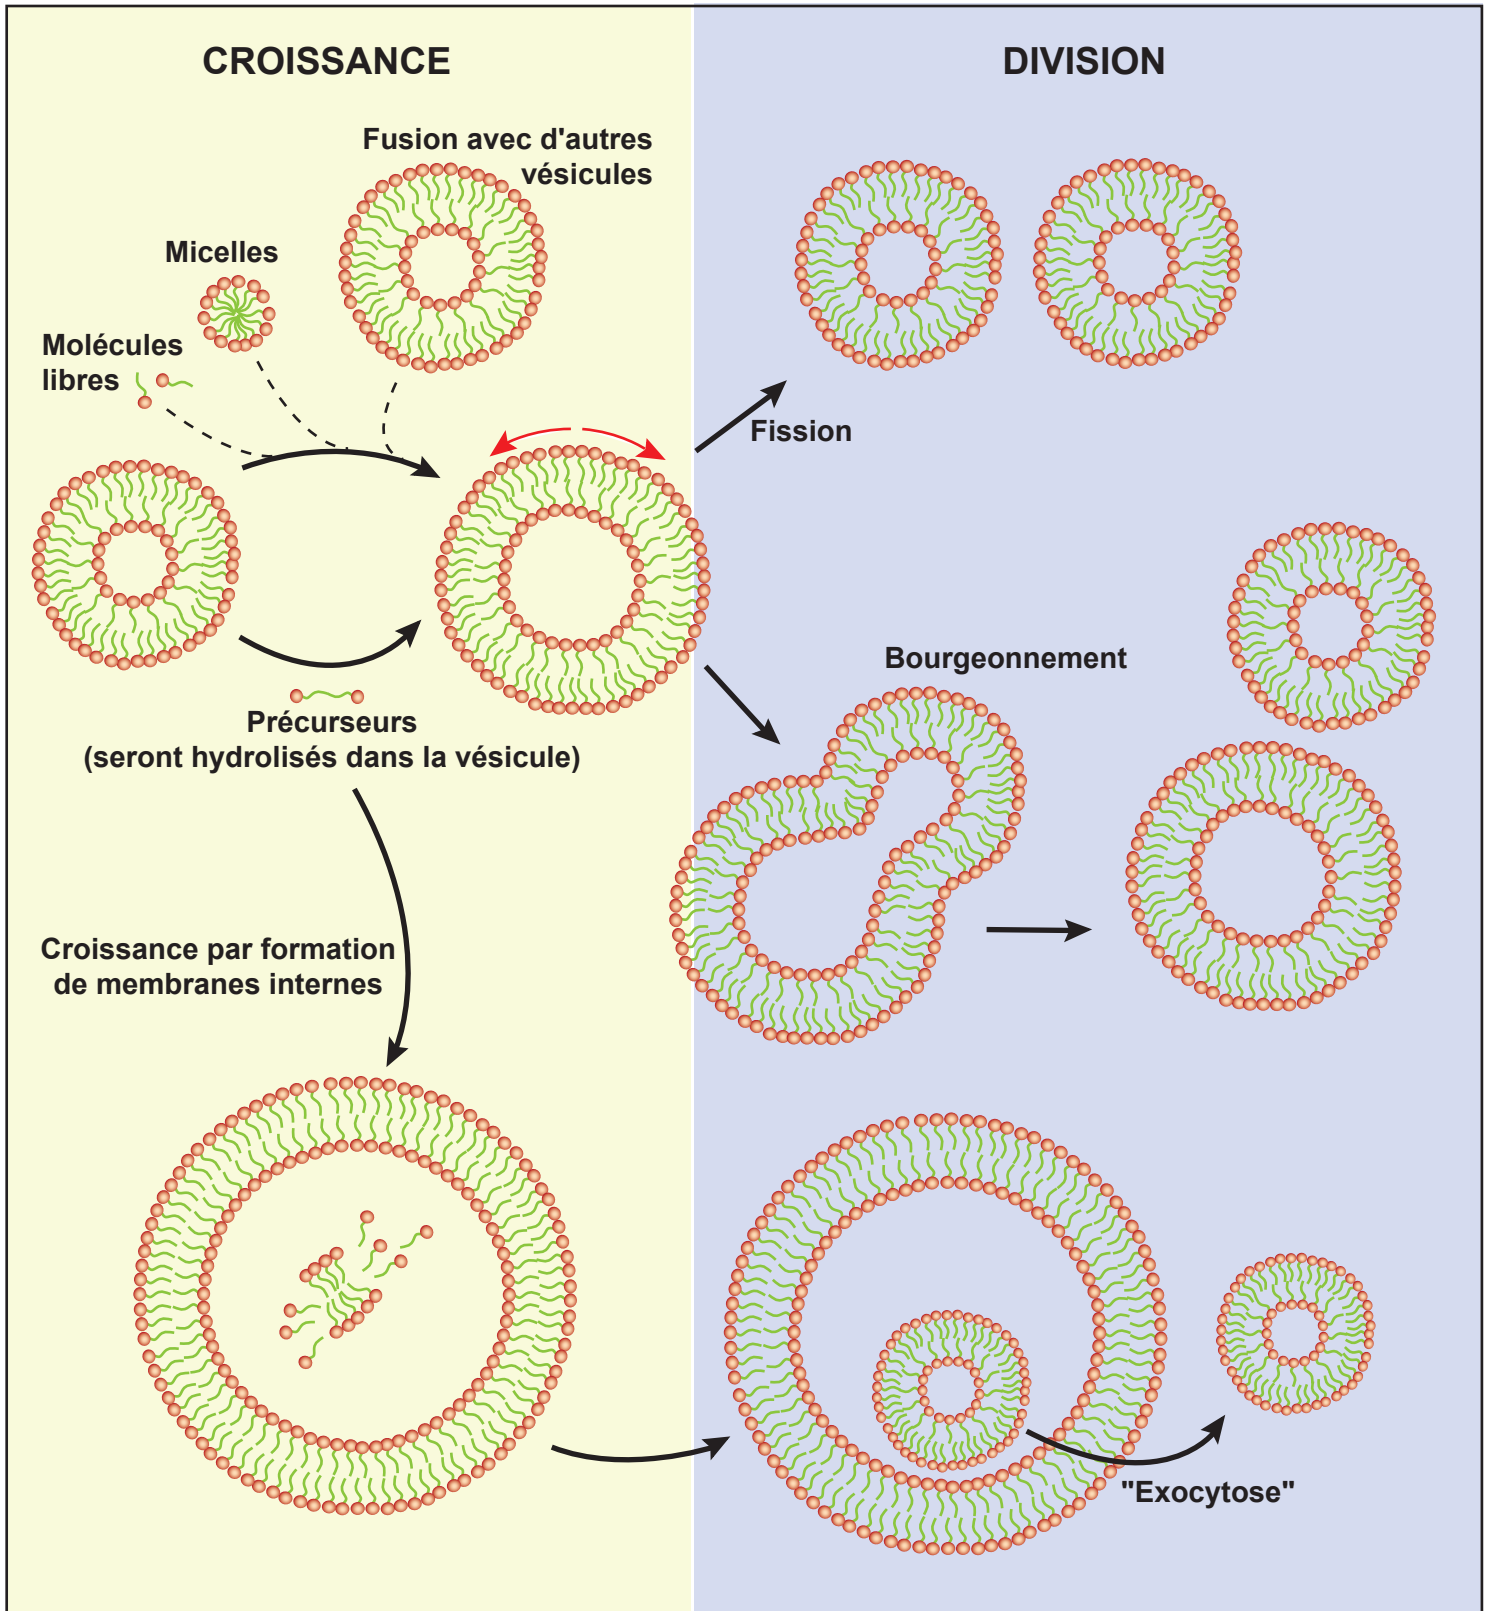 CROISSANCE
DIVISION
Fusion avec d'autres
vésicules
Micelles
Molécules
libres
Fission
Bourgeonnement
Précurseurs
(seront hydrolisés dans la vésicule)
Croissance par formation
de membranes internes
"Exocytose"